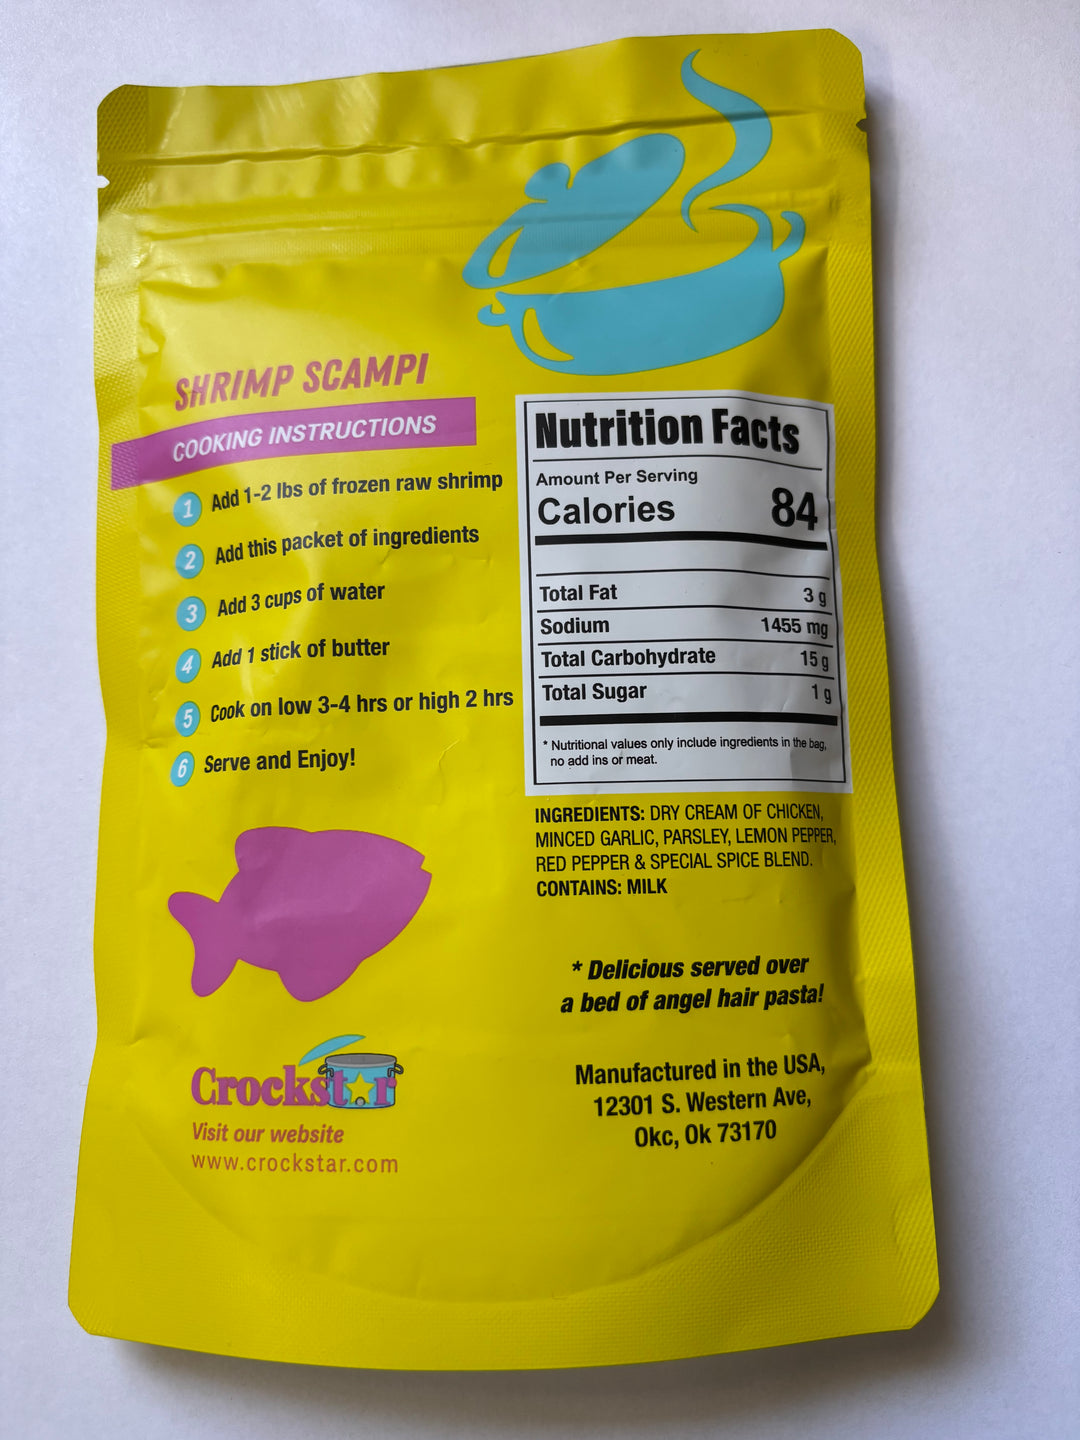 SHRIMP SCAMPI
COOKING INSTRUCTIONS
1 Add 1-2 lbs of frozen raw shrimp
2 Add this packet of ingredients
3 Add 3 cups of water
4 Add 1 stick of butter
5 Cook on low 3-4 hrs or high 2 hrs
6 Serve and Enjoy!
Crockstar
Visit our website
www.crockstar.com
Nutrition Facts
Amount Per Serving
Calories 84
Total Fat 3 g
Sodium 1455 mg
Total Carbohydrate 15 g
Total Sugar 1 g
* Nutritional values only include ingredients in the bag,
no add ins or meat.
INGREDIENTS: DRY CREAM OF CHICKEN,
MINCED GARLIC, PARSLEY, LEMON PEPPER,
RED PEPPER & SPECIAL SPICE BLEND.
CONTAINS: MILK
* Delicious served over
a bed of angel hair pasta!
Manufactured in the USA,
12301 S. Western Ave,
Okc, Ok 73170